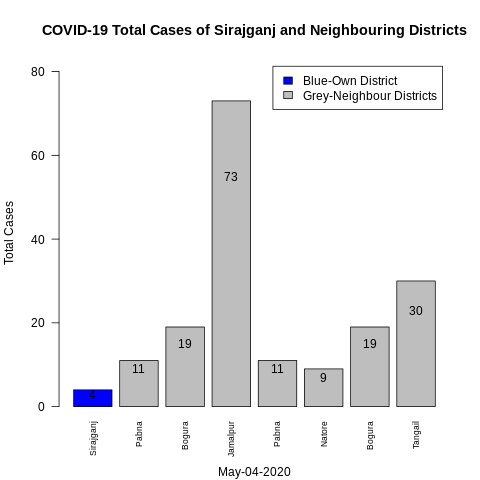 COVID-19 Total Cases of Sirajganj and Neighbouring Districts
Blue-Own District
Grey-Neighbour Districts
Total Cases
80
60
40
20
0
4
11
19
73
11
9
19
30
Sirajganj
Pabna
Bogura
Jamalpur
Pabna
Natore
Bogura
Tangail
May-04-2020